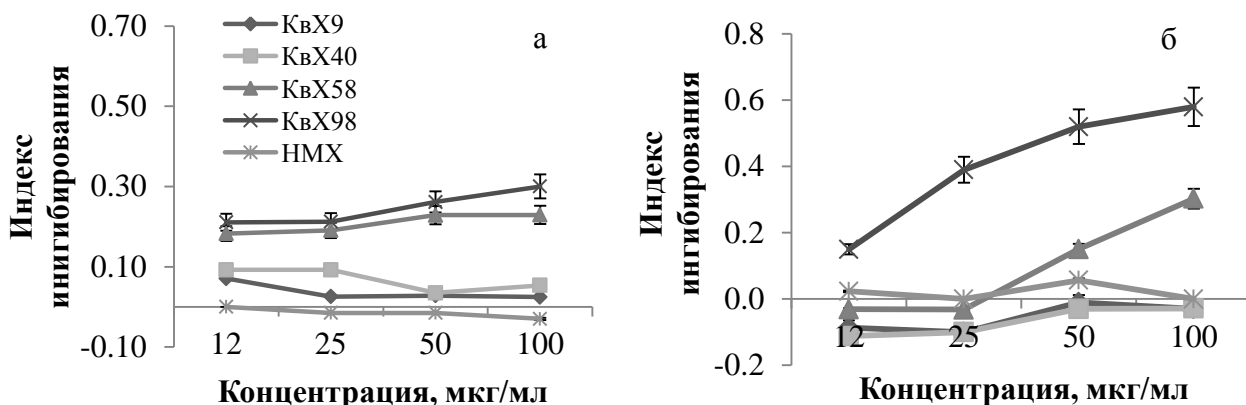 0.70
0.50
0.30
0.10
-0.10
КвХ9
КвХ40
КвХ58
КвХ98
НМХ
а
Индекс
инигибирования
12 25 50 100
Концентрация, мкг/мл
0.8
0.6
0.4
0.2
0.0
-0.2
б
Индекс
ингбирования
12 25 50 100
Концентрация, мкг/мл